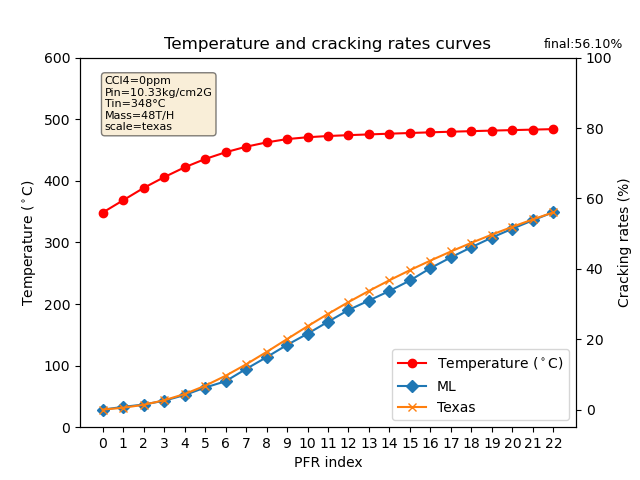 Temperature and cracking rates curves
final:56.10%
CCl4=0ppm
Pin=10.33kg/cm2G
Tin=348°C
Mass=48T/H
scale=texas
600
500
400
300
200
100
0
Temperature (°C)
100
80
60
40
20
0
Cracking rates (%)
Temperature (°C)
ML
Texas
0 1 2 3 4 5 6 7 8 9 10 11 12 13 14 15 16 17 18 19 20 21 22
PFR index